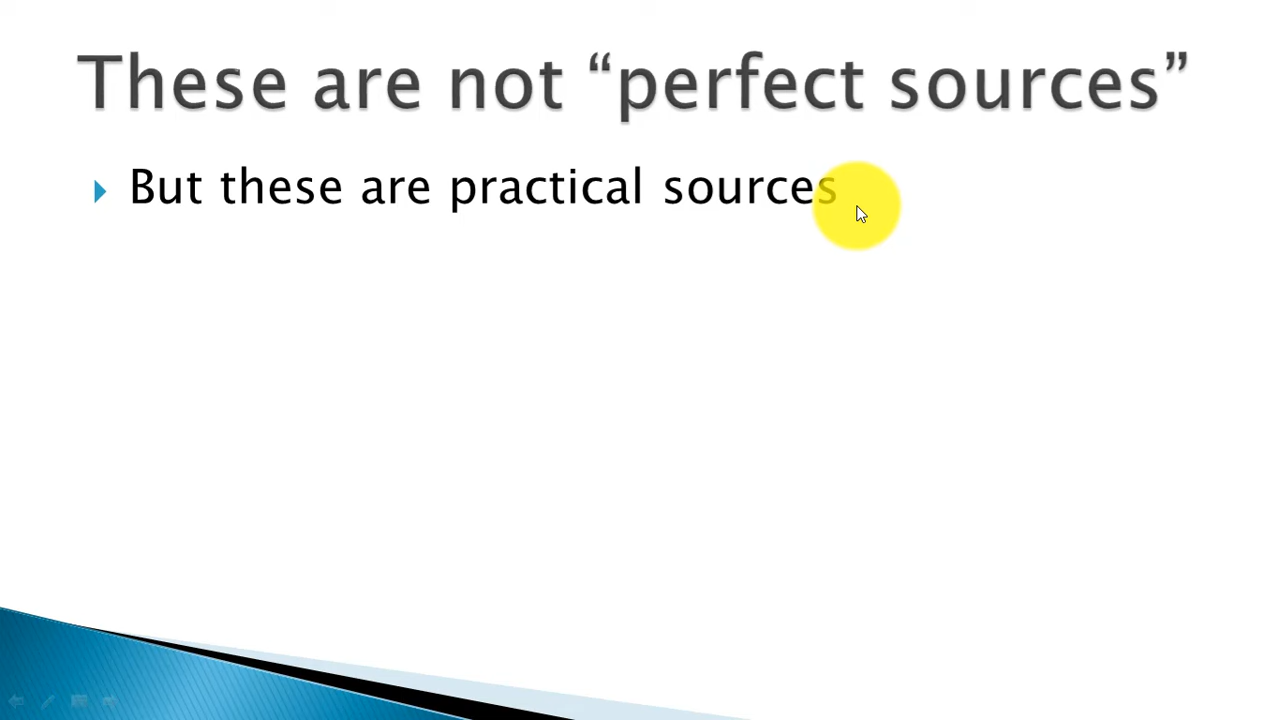 These are not “perfect sources”
But these are practical sources